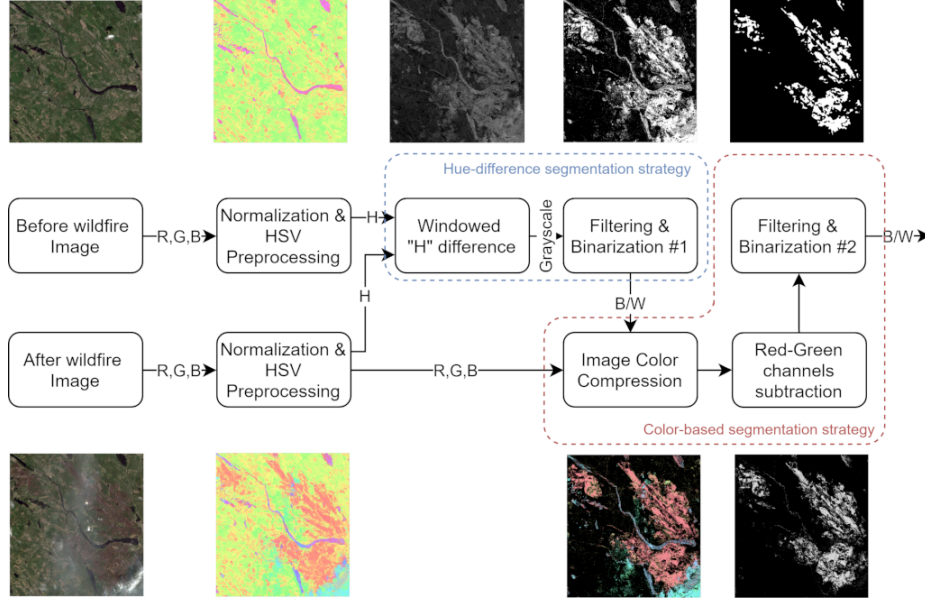 Hue-difference segmentation strategy
Before wildfire
Image
R,G,B
Normalization &
HSV
Preprocessing
H
Windowed
"H" difference
Grayscale
Filtering &
Binarization #1
Filtering &
Binarization #2
B/W
H
B/W
After wildfire
Image
R,G,B
Normalization &
HSV
Preprocessing
R,G,B
Image Color
Compression
Red-Green
channels
subtraction
Color-based segmentation strategy